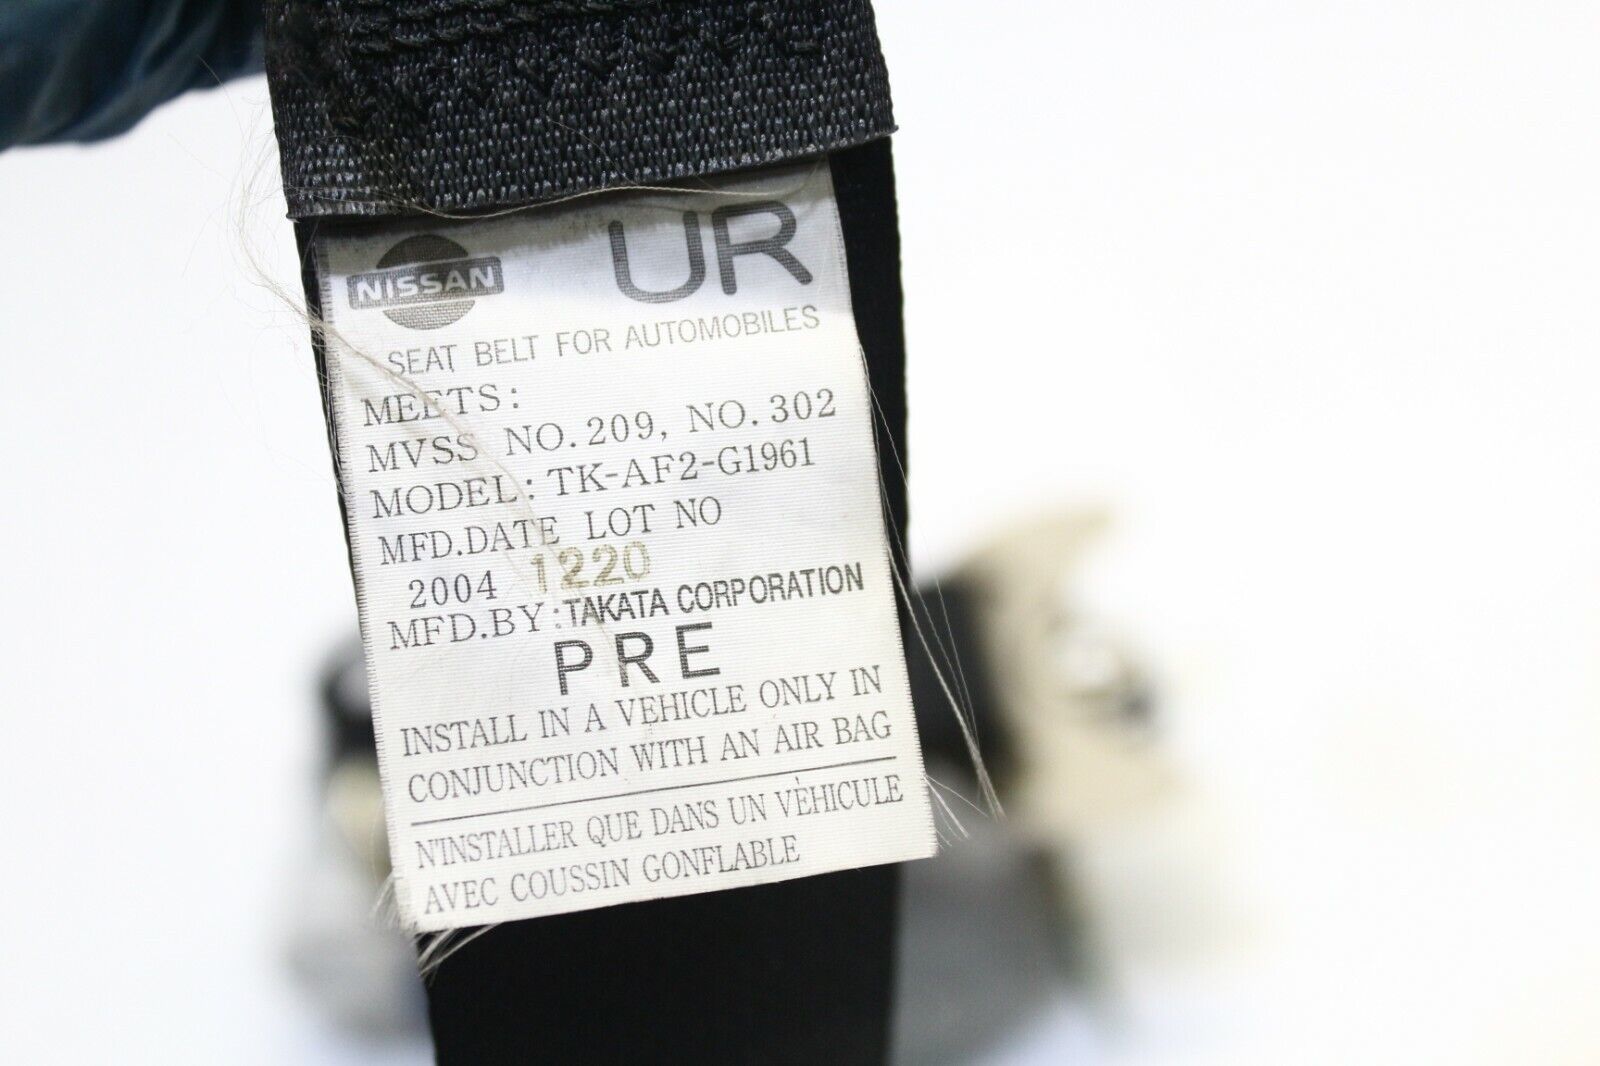 NISSAN UR
SEAT BELT FOR AUTOMOBILES
MEETS:
MVSS NO.209, NO.302
MODEL: TK-AF2-G1961
MFD.DATE LOT NO
2004 1220
MFD.BY:TAKATA CORPORATION
PRE
INSTALL IN A VEHICLE ONLY IN
CONJUNCTION WITH AN AIR BAG
N'INSTALLER QUE DANS UN VÈHICULE
AVEC COUSSIN GONFLABLE